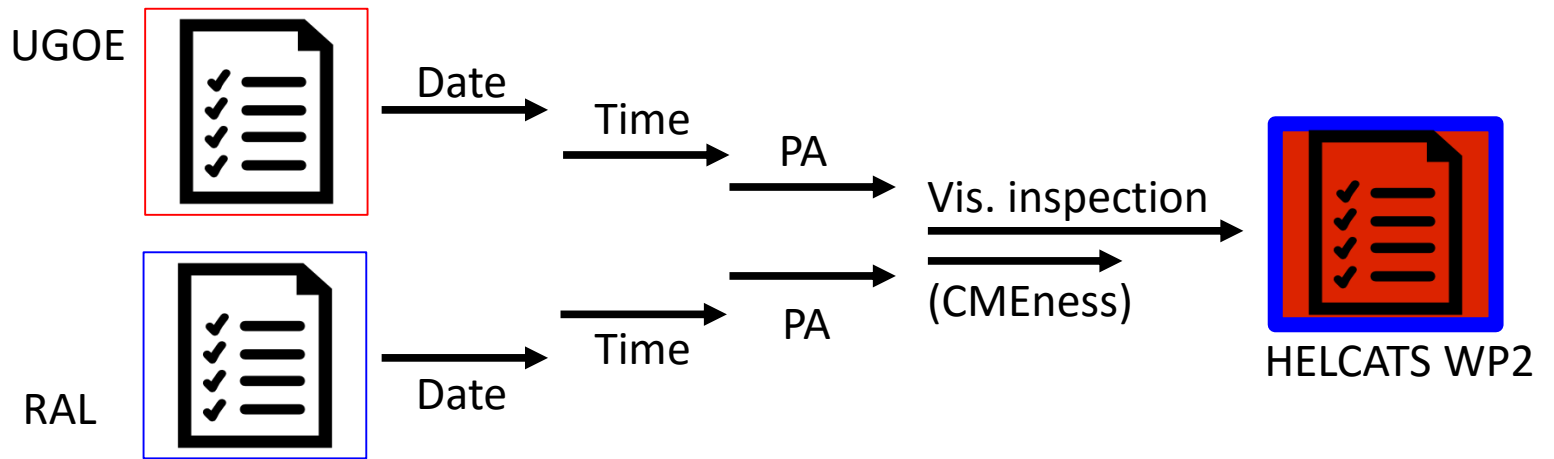 UGOE
Date
Time
PA
Vis. inspection
(CMEness)
HELCATS WP2
RAL
Date
Time
PA